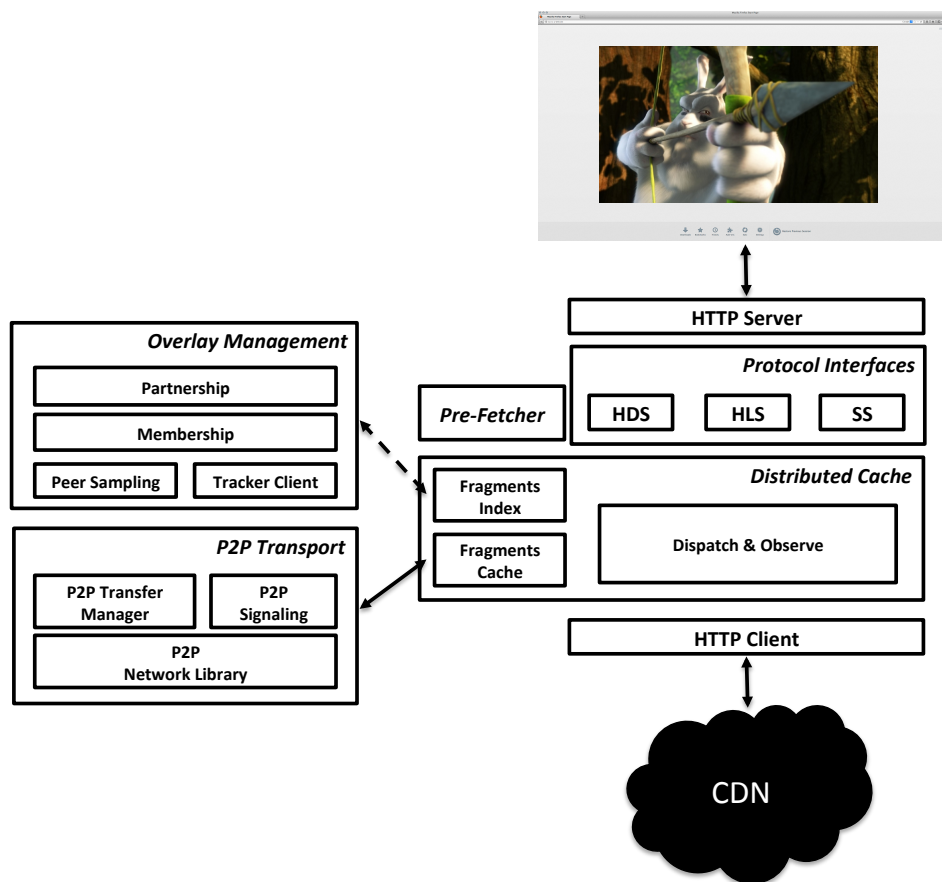 HTTP Server
Overlay Management
Partnership
Membership
Peer Sampling
Tracker Client
Protocol Interfaces
HDS
HLS
SS
Pre-Fetcher
Distributed Cache
Fragments
Index
Fragments
Cache
Dispatch & Observe
P2P Transport
P2P Transfer
Manager
P2P
Signaling
P2P
Network Library
HTTP Client
CDN